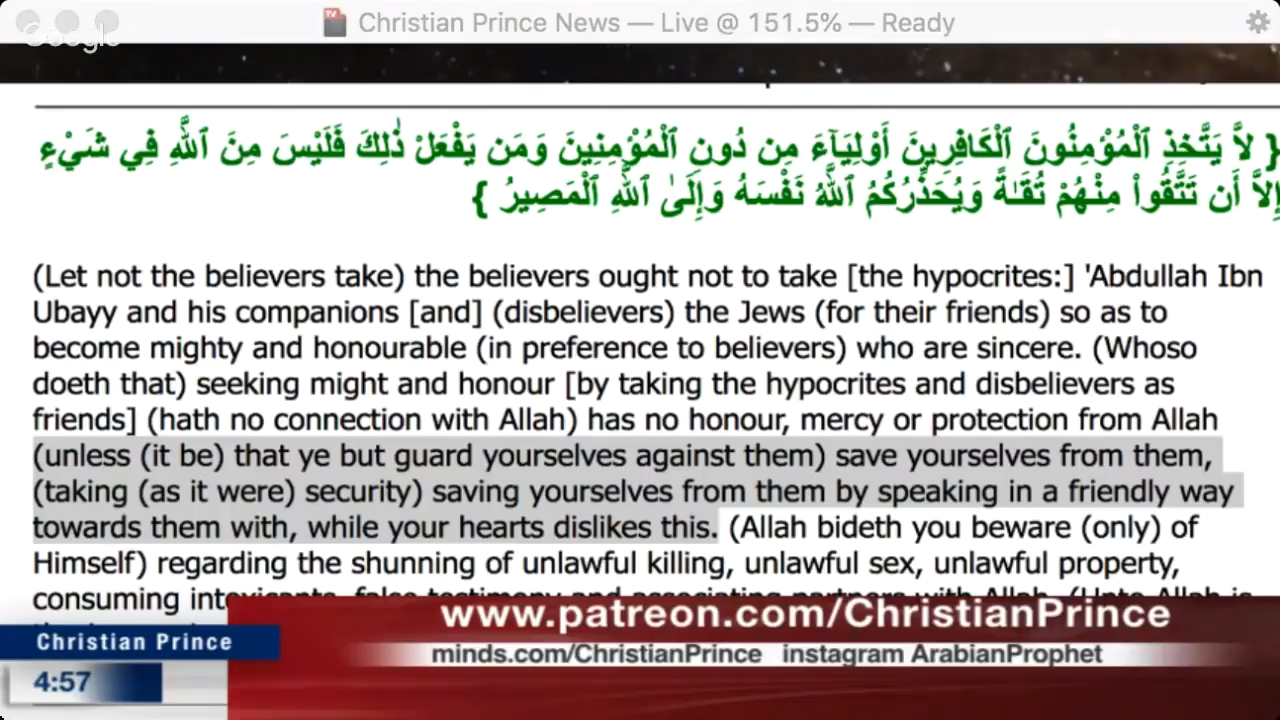 Christian Prince News — Live @ 151.5% — Ready
Google
{ لاَّ يَتَّخِذِ ٱلْمُؤْمِنُونَ ٱلْكَافِرِينَ أَوْلِيَآءَ مِن دُونِ ٱلْمُؤْمِنِينَ وَمَن يَفْعَلْ ذٰلِكَ فَلَيْسَ مِنَ ٱللَّهِ فِي شَيْءٍ
إِلاَّ أَن تَتَّقُواْ مِنْهُمْ تُقَـٰةً وَيُحَذِّرُكُمُ ٱللَّهُ نَفْسَهُ وَإِلَىٰ ٱللَّهِ ٱلْمَصِيرُ }
(Let not the believers take) the believers ought not to take [the hypocrites:] 'Abdullah Ibn
Ubayy and his companions [and] (disbelievers) the Jews (for their friends) so as to
become mighty and honourable (in preference to believers) who are sincere. (Whoso
doeth that) seeking might and honour [by taking the hypocrites and disbelievers as
friends] (hath no connection with Allah) has no honour, mercy or protection from Allah
(unless (it be) that ye but guard yourselves against them) save yourselves from them,
(taking (as it were) security) saving yourselves from them by speaking in a friendly way
towards them with, while your hearts dislikes this. (Allah bideth you beware (only) of
Himself) regarding the shunning of unlawful killing, unlawful sex, unlawful property,
consuming
www.patreon.com/ChristianPrince
Christian Prince
minds.com/ChristianPrince instagram ArabianProphet
4:57